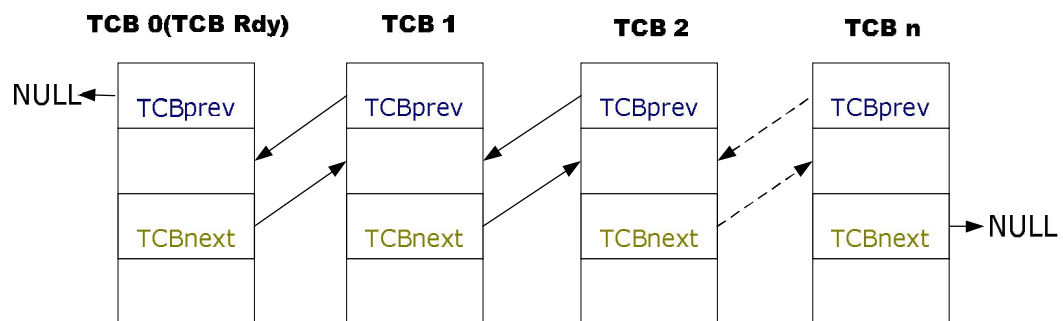 TCB 0(TCB Rdy) TCB 1 TCB 2 TCB n
NULL TCBprev TCBprev TCBprev TCBprev
TCBnext TCBnext TCBnext TCBnext NULL